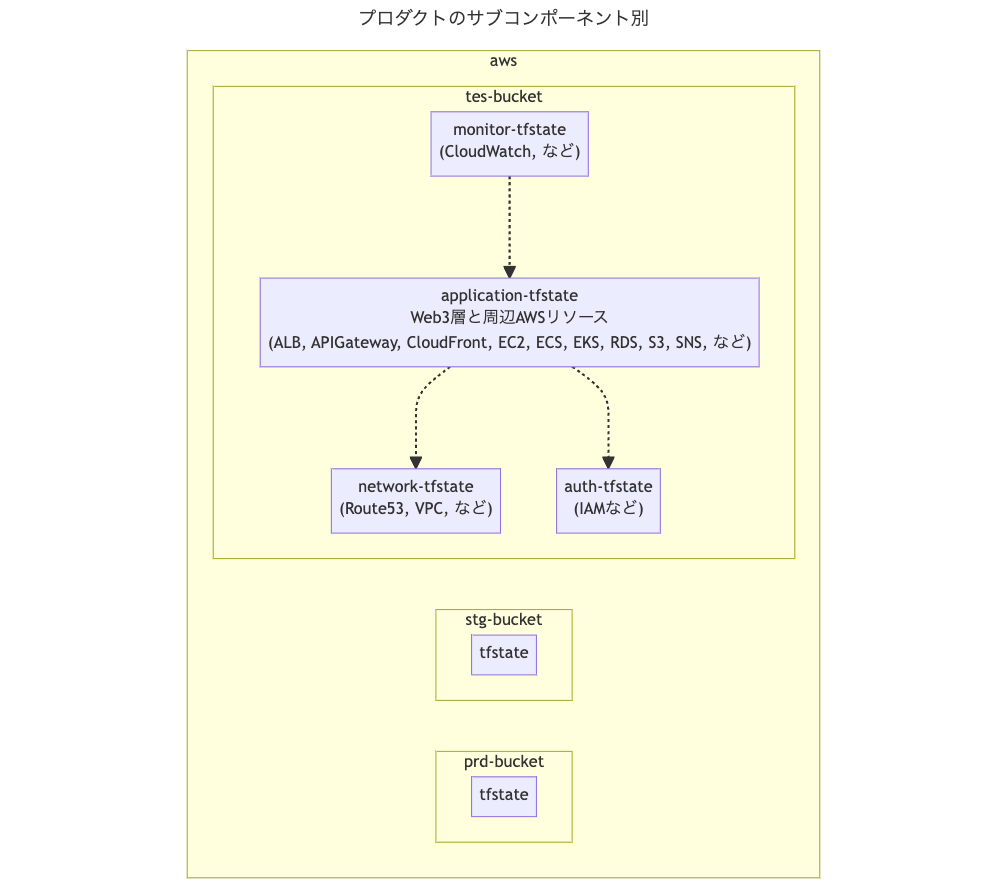 プロダクトのサブコンポーネント別
aws
tes-bucket
monitor-tfstate
(CloudWatch, など)
application-tfstate
Web3層と周辺AWSリソース
(ALB, APIGateway, CloudFront, EC2, ECS, EKS, RDS, S3, SNS, など)
network-tfstate
(Route53, VPC, など)
auth-tfstate
(IAMなど)
stg-bucket
tfstate
prd-bucket
tfstate